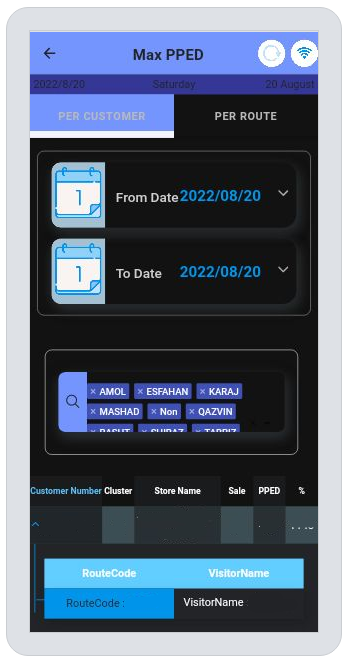 Max PPED
2022/8/20 Saturday 20 August
PER CUSTOMER PER ROUTE
1 From Date 2022/08/20
1 To Date 2022/08/20
× AMOL × ESFAHAN × KARAJ
× MASHAD × Non × QAZVIN
× RASHT × SHIRAZ × TABRIZ
Customer Number Cluster Store Name Sale PPED %
RouteCode VisitorName
RouteCode : VisitorName